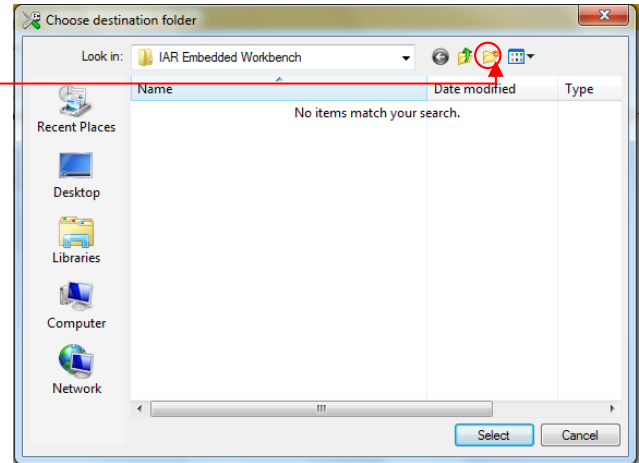 Choose destination folder
Look in: IAR Embedded Workbench
Name Date modified Type
No items match your search.
Recent Places
Desktop
Libraries
Computer
Network
Select Cancel